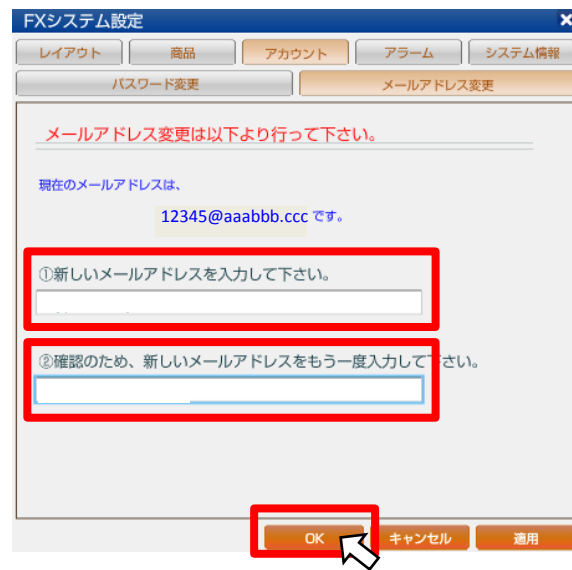 FXシステム設定
レイアウト 商品 アカウント アラーム システム情報
パスワード変更 メールアドレス変更
メールアドレス変更は以下より行って下さい。
現在のメールアドレスは、
12345@aaabbb.ccc です。
①新しいメールアドレスを入力して下さい。
②確認のため、新しいメールアドレスをもう一度入力して下さい。
OK キャンセル 適用